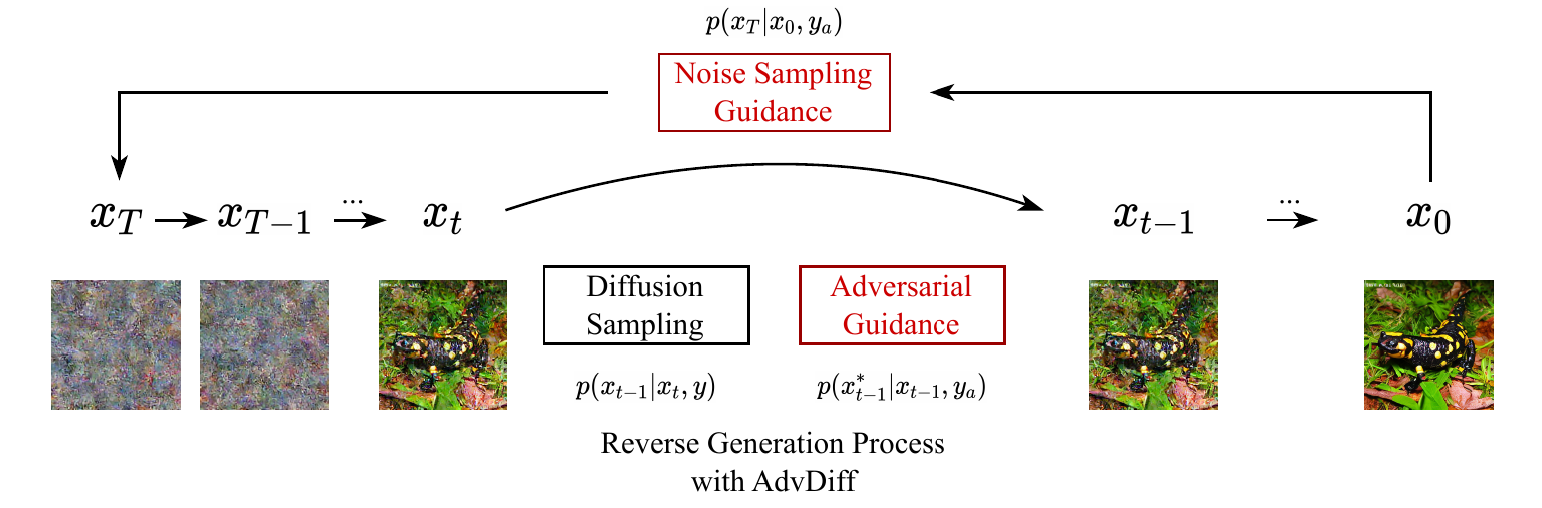 p(x_T|x_0, y_a)
Noise Sampling
Guidance
x_T
x_{T−1}
...
x_t
x_{t−1}
...
x_0
Diffusion
Sampling
Adversarial
Guidance
p(x_{t−1}|x_t, y)
p(x^*_{t−1}|x_{t−1}, y_a)
Reverse Generation Process
with AdvDiff